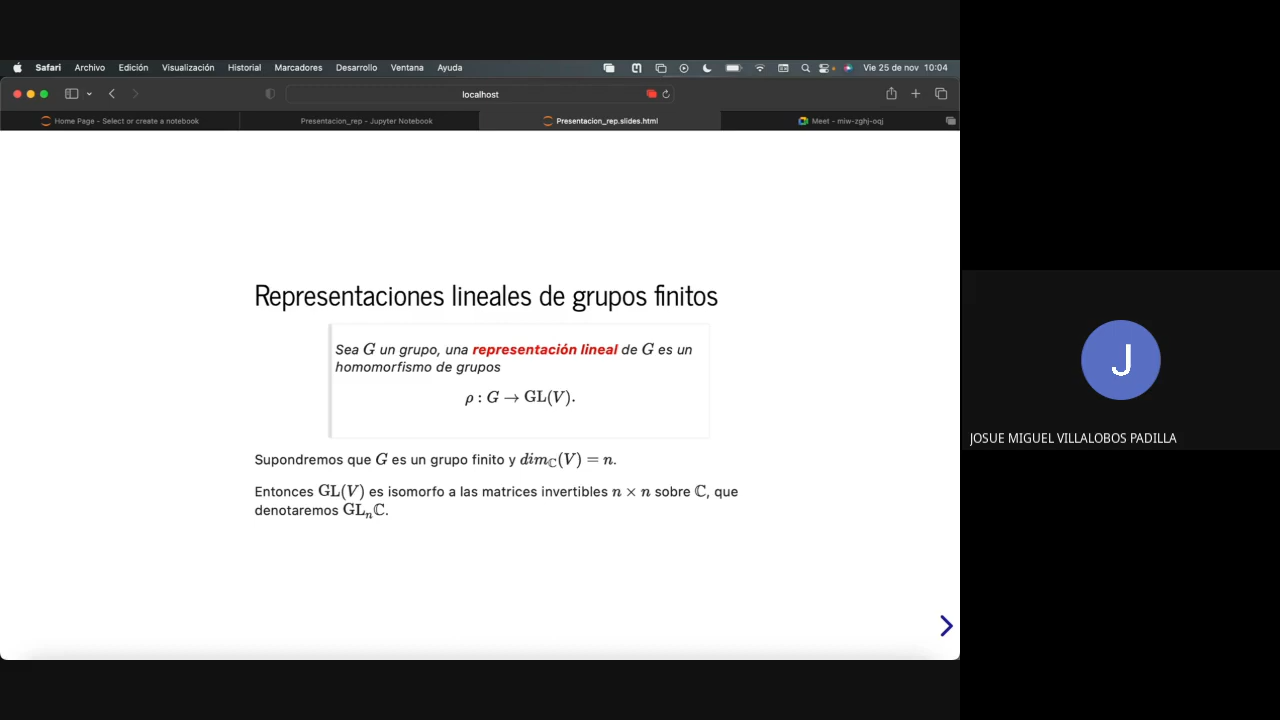 Safari Archivo Edición Visualización Historial Marcadores Desarrollo Ventana Ayuda Vie 25 de nov 10:04
localhost
Home Page - Select or create a notebook Presentacion_rep - Jupyter Notebook Presentacion_rep.slides.html Meet - miw-zghj-oqj
Representaciones lineales de grupos finitos
Sea G un grupo, una representación lineal de G es un
homomorfismo de grupos
ρ : G → GL(V).
Supondremos que G es un grupo finito y dim_ℂ(V) = n.
Entonces GL(V) es isomorfo a las matrices invertibles n × n sobre ℂ, que
denotaremos GL_nℂ.
J
JOSUE MIGUEL VILLALOBOS PADILLA